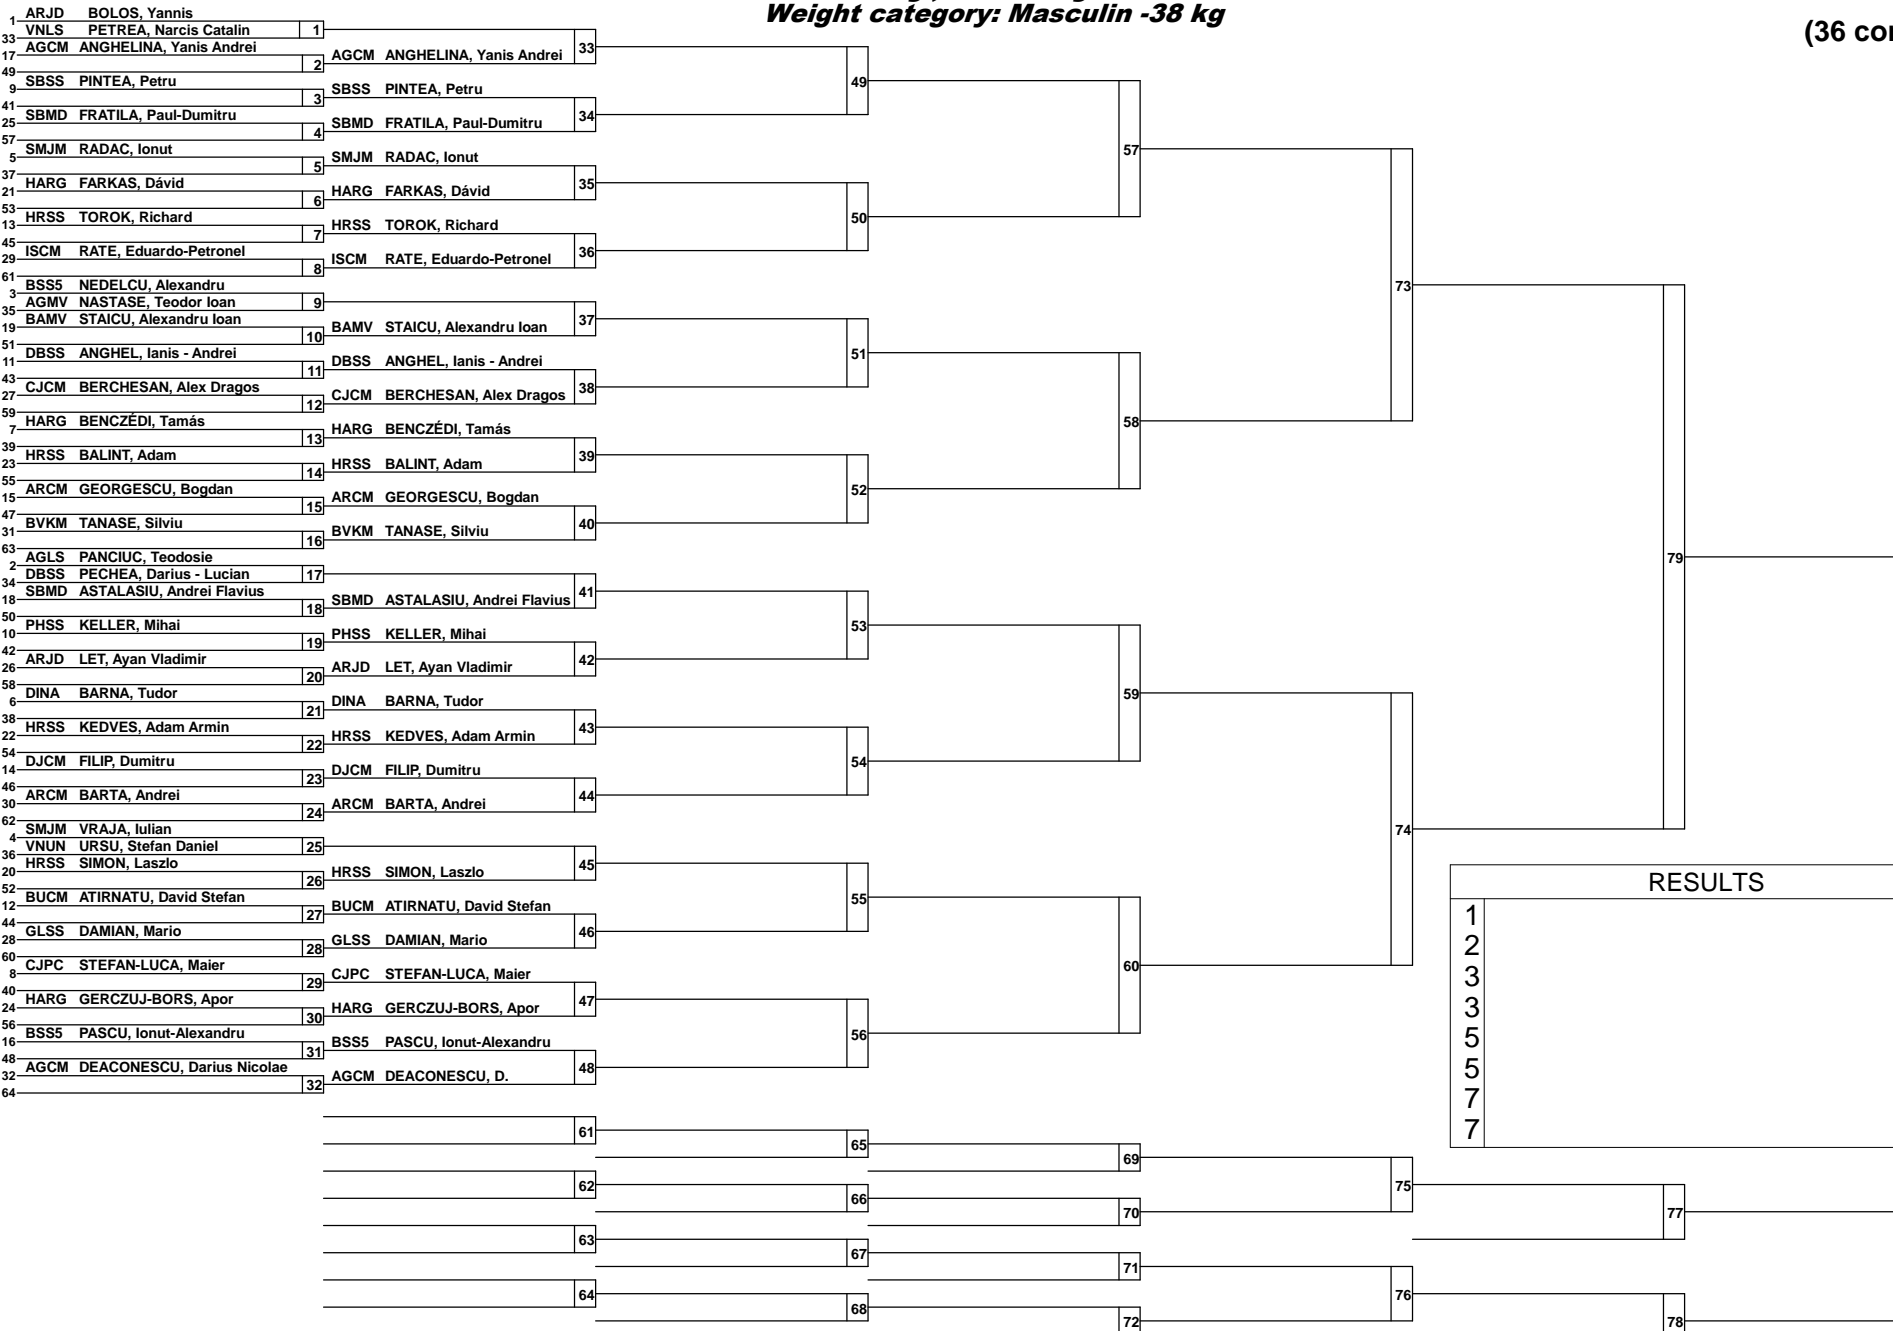 Weight category: Masculin -38 kg
(36 con
1 ARJD BOLOS, Yannis
33 VNLS PETREA, Narcis Catalin 1
17 AGCM ANGHELINA, Yanis Andrei
49 2
9 SBSS PINTEA, Petru
41 3
25 SBMD FRATILA, Paul-Dumitru
57 4
5 SMJM RADAC, Ionut
37 5
21 HARG FARKAS, Dávid
53 6
13 HRSS TOROK, Richard
45 7
29 ISCM RATE, Eduardo-Petronel
61 8
3 BSS5 NEDELCU, Alexandru
35 AGMV NASTASE, Teodor Ioan 9
19 BAMV STAICU, Alexandru Ioan
51 10
11 DBSS ANGHEL, Ianis - Andrei
43 11
27 CJCM BERCHESAN, Alex Dragos
59 12
7 HARG BENCZÉDI, Tamás
39 13
23 HRSS BALINT, Adam
55 14
15 ARCM GEORGESCU, Bogdan
47 15
31 BVKM TANASE, Silviu
63 16
2 AGLS PANCIUC, Teodosie
34 DBSS PECHEA, Darius - Lucian 17
18 SBMD ASTALASIU, Andrei Flavius
50 18
10 PHSS KELLER, Mihai
42 19
26 ARJD LET, Ayan Vladimir
58 20
6 DINA BARNA, Tudor
38 21
22 HRSS KEDVES, Adam Armin
54 22
14 DJCM FILIP, Dumitru
46 23
30 ARCM BARTA, Andrei
62 24
4 SMJM VRAJA, Iulian
36 VNUN URSU, Stefan Daniel 25
20 HRSS SIMON, Laszlo
52 26
12 BUCM ATIRNATU, David Stefan
44 27
28 GLSS DAMIAN, Mario
60 28
8 CJPC STEFAN-LUCA, Maier
40 29
24 HARG GERCZUJ-BORS, Apor
56 30
16 BSS5 PASCU, Ionut-Alexandru
48 31
32 AGCM DEACONESCU, Darius Nicolae
64 32
AGCM ANGHELINA, Yanis Andrei 33
SBSS PINTEA, Petru
SBMD FRATILA, Paul-Dumitru 34
SMJM RADAC, Ionut
HARG FARKAS, Dávid 35
HRSS TOROK, Richard
ISCM RATE, Eduardo-Petronel 36
BAMV STAICU, Alexandru Ioan 37
DBSS ANGHEL, Ianis - Andrei
CJCM BERCHESAN, Alex Dragos 38
HARG BENCZÉDI, Tamás
HRSS BALINT, Adam 39
ARCM GEORGESCU, Bogdan
BVKM TANASE, Silviu 40
SBMD ASTALASIU, Andrei Flavius 41
PHSS KELLER, Mihai
ARJD LET, Ayan Vladimir 42
DINA BARNA, Tudor
HRSS KEDVES, Adam Armin 43
DJCM FILIP, Dumitru
ARCM BARTA, Andrei 44
HRSS SIMON, Laszlo 45
BUCM ATIRNATU, David Stefan
GLSS DAMIAN, Mario 46
CJPC STEFAN-LUCA, Maier
HARG GERCZUJ-BORS, Apor 47
BSS5 PASCU, Ionut-Alexandru
AGCM DEACONESCU, D. 48
49
50
51
52
53
54
55
56
57
58
59
60
73
74
79
RESULTS
1
2
3
3
5
5
7
7
61
62
63
64
65
66
67
68
69
70
71
72
75
76
77
78